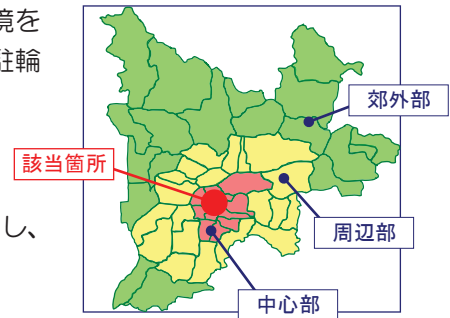 境を
駐輪
郊外部
該当箇所
し、
周辺部
中心部